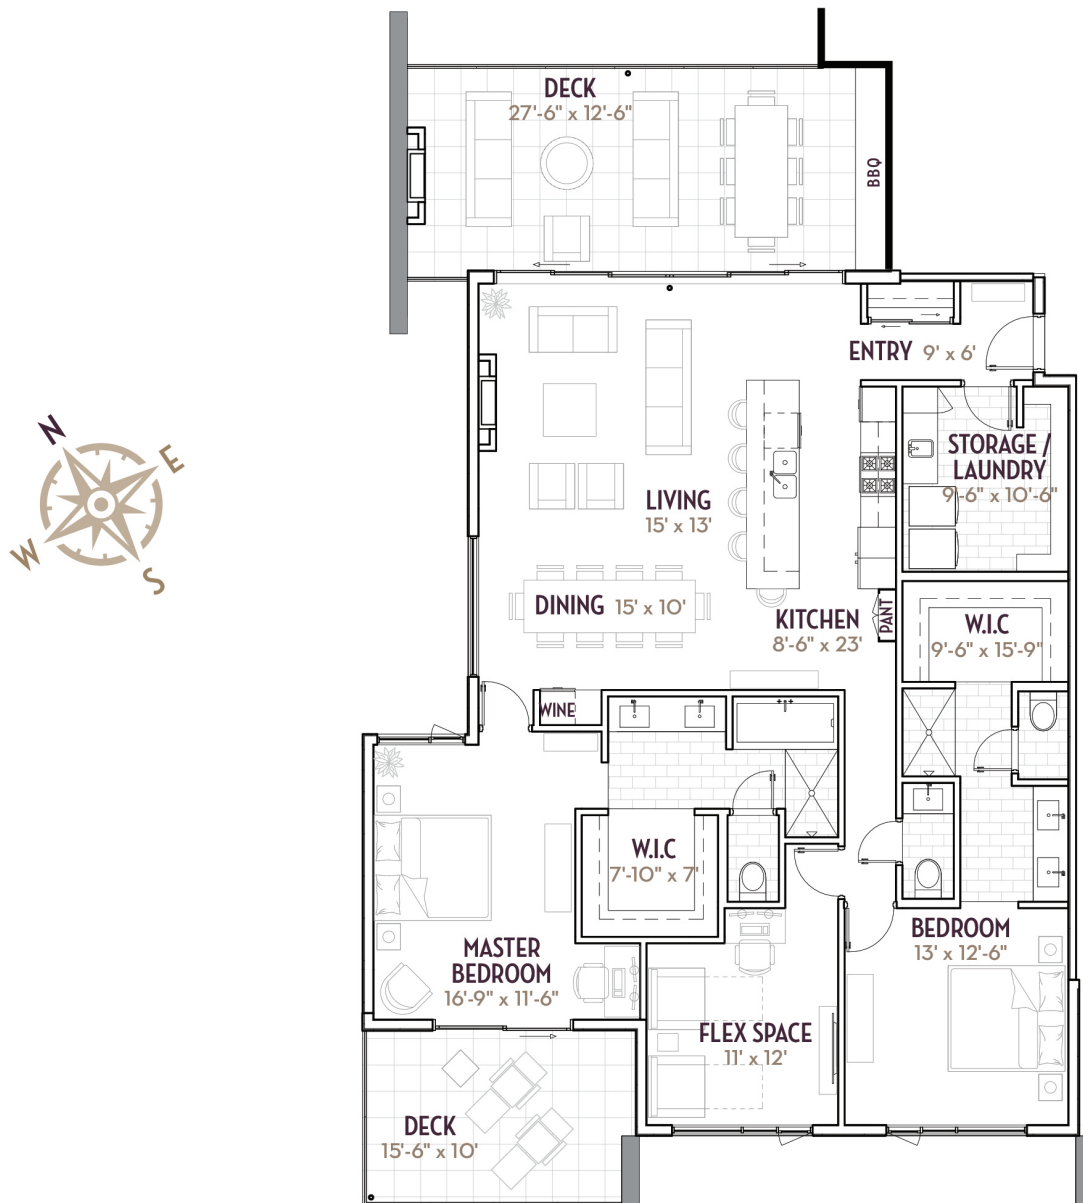 DECK
27'-6" x 12'-6"
BBQ
ENTRY 9' x 6'
N
E
W
S
STORAGE /
LAUNDRY
9'-6" x 10'-6"
LIVING
15' x 13'
DINING 15' x 10'
KITCHEN
8'-6" x 23'
PANT
W.I.C
9'-6" x 15'-9"
WINE
W.I.C
7'-10" x 7'
MASTER
BEDROOM
16'-9" x 11'-6"
BEDROOM
13' x 12'-6"
FLEX SPACE
11' x 12'
DECK
15'-6" x 10'